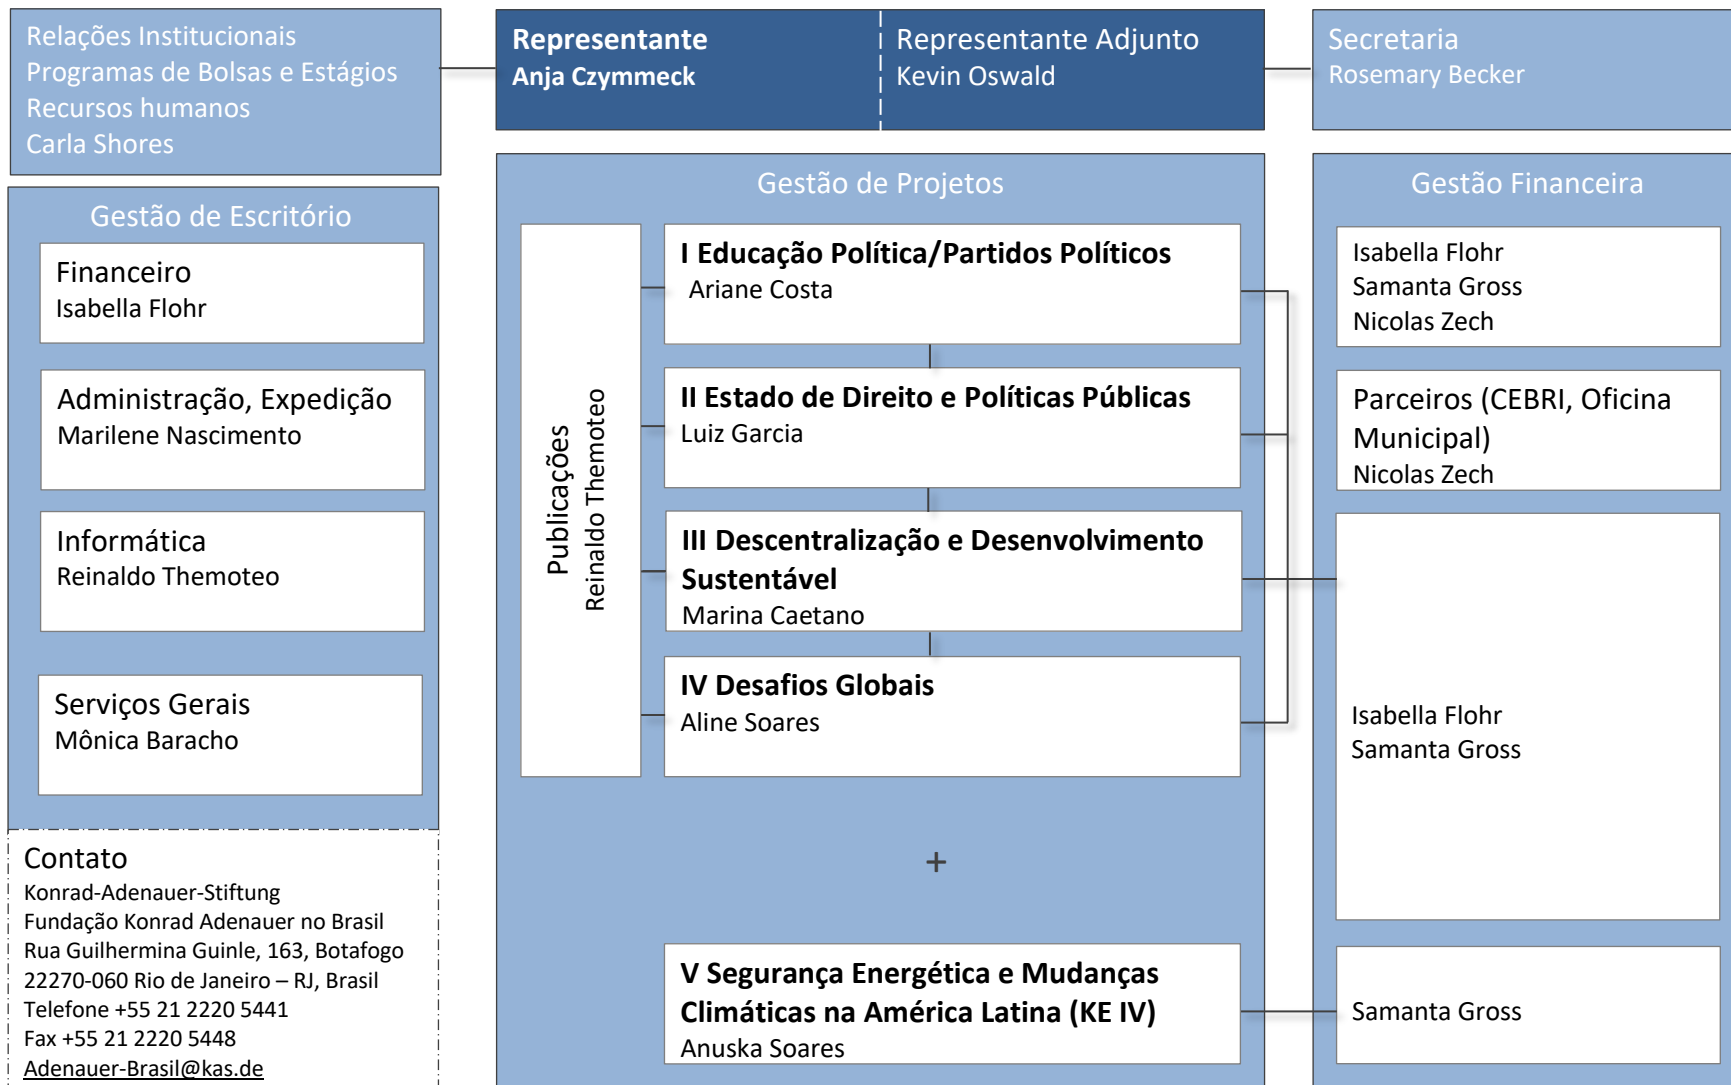 Relações Institucionais
Programas de Bolsas e Estágios
Recursos humanos
Carla Shores
Representante
Anja Czymmeck
Representante Adjunto
Kevin Oswald
Secretaria
Rosemary Becker
Gestão de Escritório
Financeiro
Isabella Flohr
Administração, Expedição
Marilene Nascimento
Informática
Reinaldo Themoteo
Serviços Gerais
Mônica Baracho
Contato
Konrad-Adenauer-Stiftung
Fundação Konrad Adenauer no Brasil
Rua Guilhermina Guinle, 163, Botafogo
22270-060 Rio de Janeiro – RJ, Brasil
Telefone +55 21 2220 5441
Fax +55 21 2220 5448
Adenauer-Brasil@kas.de
Gestão de Projetos
Publicações
Reinaldo Themoteo
I Educação Política/Partidos Políticos
Ariane Costa
II Estado de Direito e Políticas Públicas
Luiz Garcia
III Descentralização e Desenvolvimento
Sustentável
Marina Caetano
IV Desafios Globais
Aline Soares
+
V Segurança Energética e Mudanças
Climáticas na América Latina (KE IV)
Anuska Soares
Gestão Financeira
Isabella Flohr
Samanta Gross
Nicolas Zech
Parceiros (CEBRI, Oficina
Municipal)
Nicolas Zech
Isabella Flohr
Samanta Gross
Samanta Gross